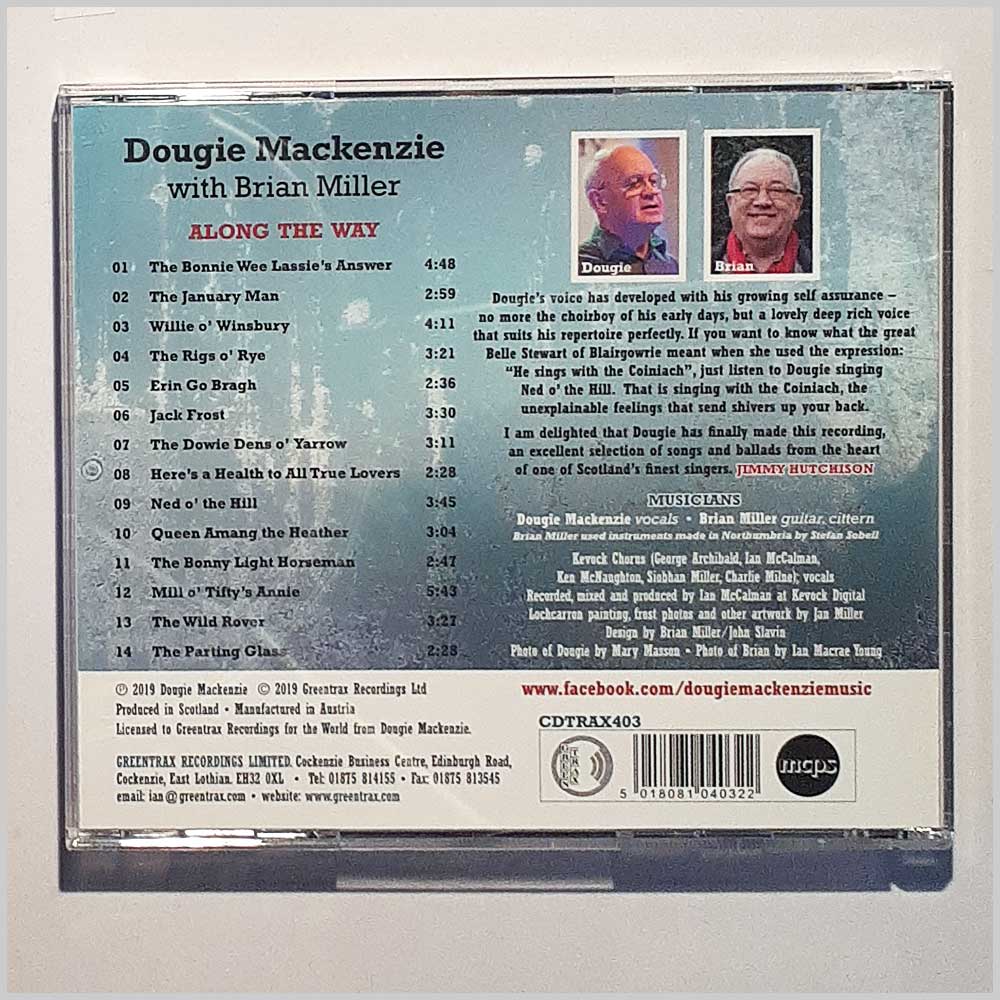 Dougie Mackenzie
with Brian Miller
ALONG THE WAY
01 The Bonnie Wee Lassie's Answer 4:48
02 The January Man 2:59
03 Willie o' Winsbury 4:11
04 The Rigs o' Rye 3:21
05 Erin Go Bragh 2:36
06 Jack Frost 3:30
07 The Dowie Dens o' Yarrow 3:11
08 Here's a Health to All True Lovers 2:28
09 Ned o' the Hill 3:45
10 Queen Amang the Heather 3:04
11 The Bonny Light Horseman 2:47
12 Mill o' Tifty's Annie 5:43
13 The Wild Rover 3:27
14 The Parting Glass 2:28
Dougie
Brian
Dougie's voice has developed with his growing self assurance –
no more the choirboy of his early days, but a lovely deep rich voice
that suits his repertoire perfectly. If you want to know what the great
Belle Stewart of Blairgowrie meant when she used the expression:
“He sings with the Coiniach”, just listen to Dougie singing
Ned o' the Hill. That is singing with the Coiniach, the
unexplainable feelings that send shivers up your back.
I am delighted that Dougie has finally made this recording,
an excellent selection of songs and ballads from the heart
of one of Scotland's finest singers. JIMMY HUTCHISON
MUSICIANS
Dougie Mackenzie vocals • Brian Miller guitar, cittern
Brian Miller used instruments made in Northumbria by Stefan Sobell
Kevock Chorus (George Archibald, Ian McCalman,
Ken McNaughton, Siobhan Miller, Charlie Milne); vocals
Recorded, mixed and produced by Ian McCalman at Kevock Digital
Lochcarron painting, frost photos and other artwork by Jan Miller
Design by Brian Miller/John Slavin
Photo of Dougie by Mary Masson • Photo of Brian by Ian Macrae Young
℗ 2019 Dougie Mackenzie © 2019 Greentrax Recordings Ltd
Produced in Scotland • Manufactured in Austria
Licensed to Greentrax Recordings for the World from Dougie Mackenzie.
GREENTRAX RECORDINGS LIMITED. Cockenzie Business Centre, Edinburgh Road,
Cockenzie, East Lothian. EH32 0XL • Tel: 01875 814155 • Fax: 01875 813545
email: ian@greentrax.com • website: www.greentrax.com
www.facebook.com/dougiemackenziemusic
CDTRAX403
5 018081 040322
mcps